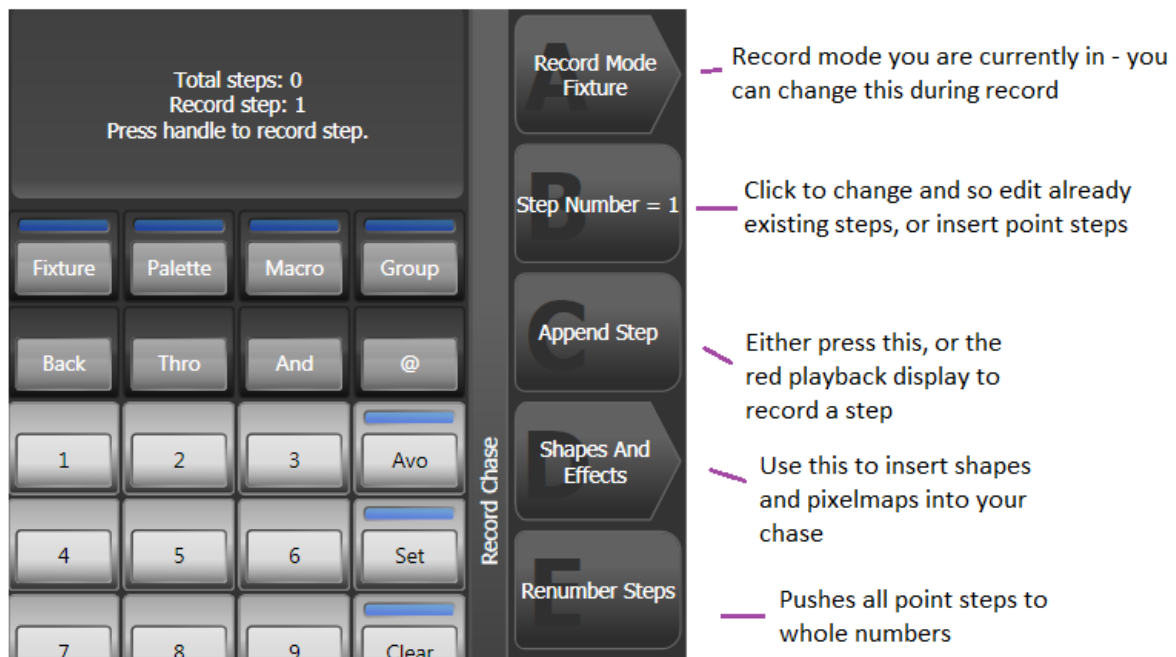 Total steps: 0
Record step: 1
Press handle to record step.
Fixture
Palette
Macro
Group
Back
Thro
And
@
1
2
3
Avo
4
5
6
Set
7
8
9
Clear
Record Chase
A
Record Mode
Fixture
B
Step Number = 1
C
Append Step
D
Shapes And
Effects
E
Renumber Steps
Record mode you are currently in - you
can change this during record
Click to change and so edit already
existing steps, or insert point steps
Either press this, or the
red playback display to
record a step
Use this to insert shapes
and pixelmaps into your
chase
Pushes all point steps to
whole numbers